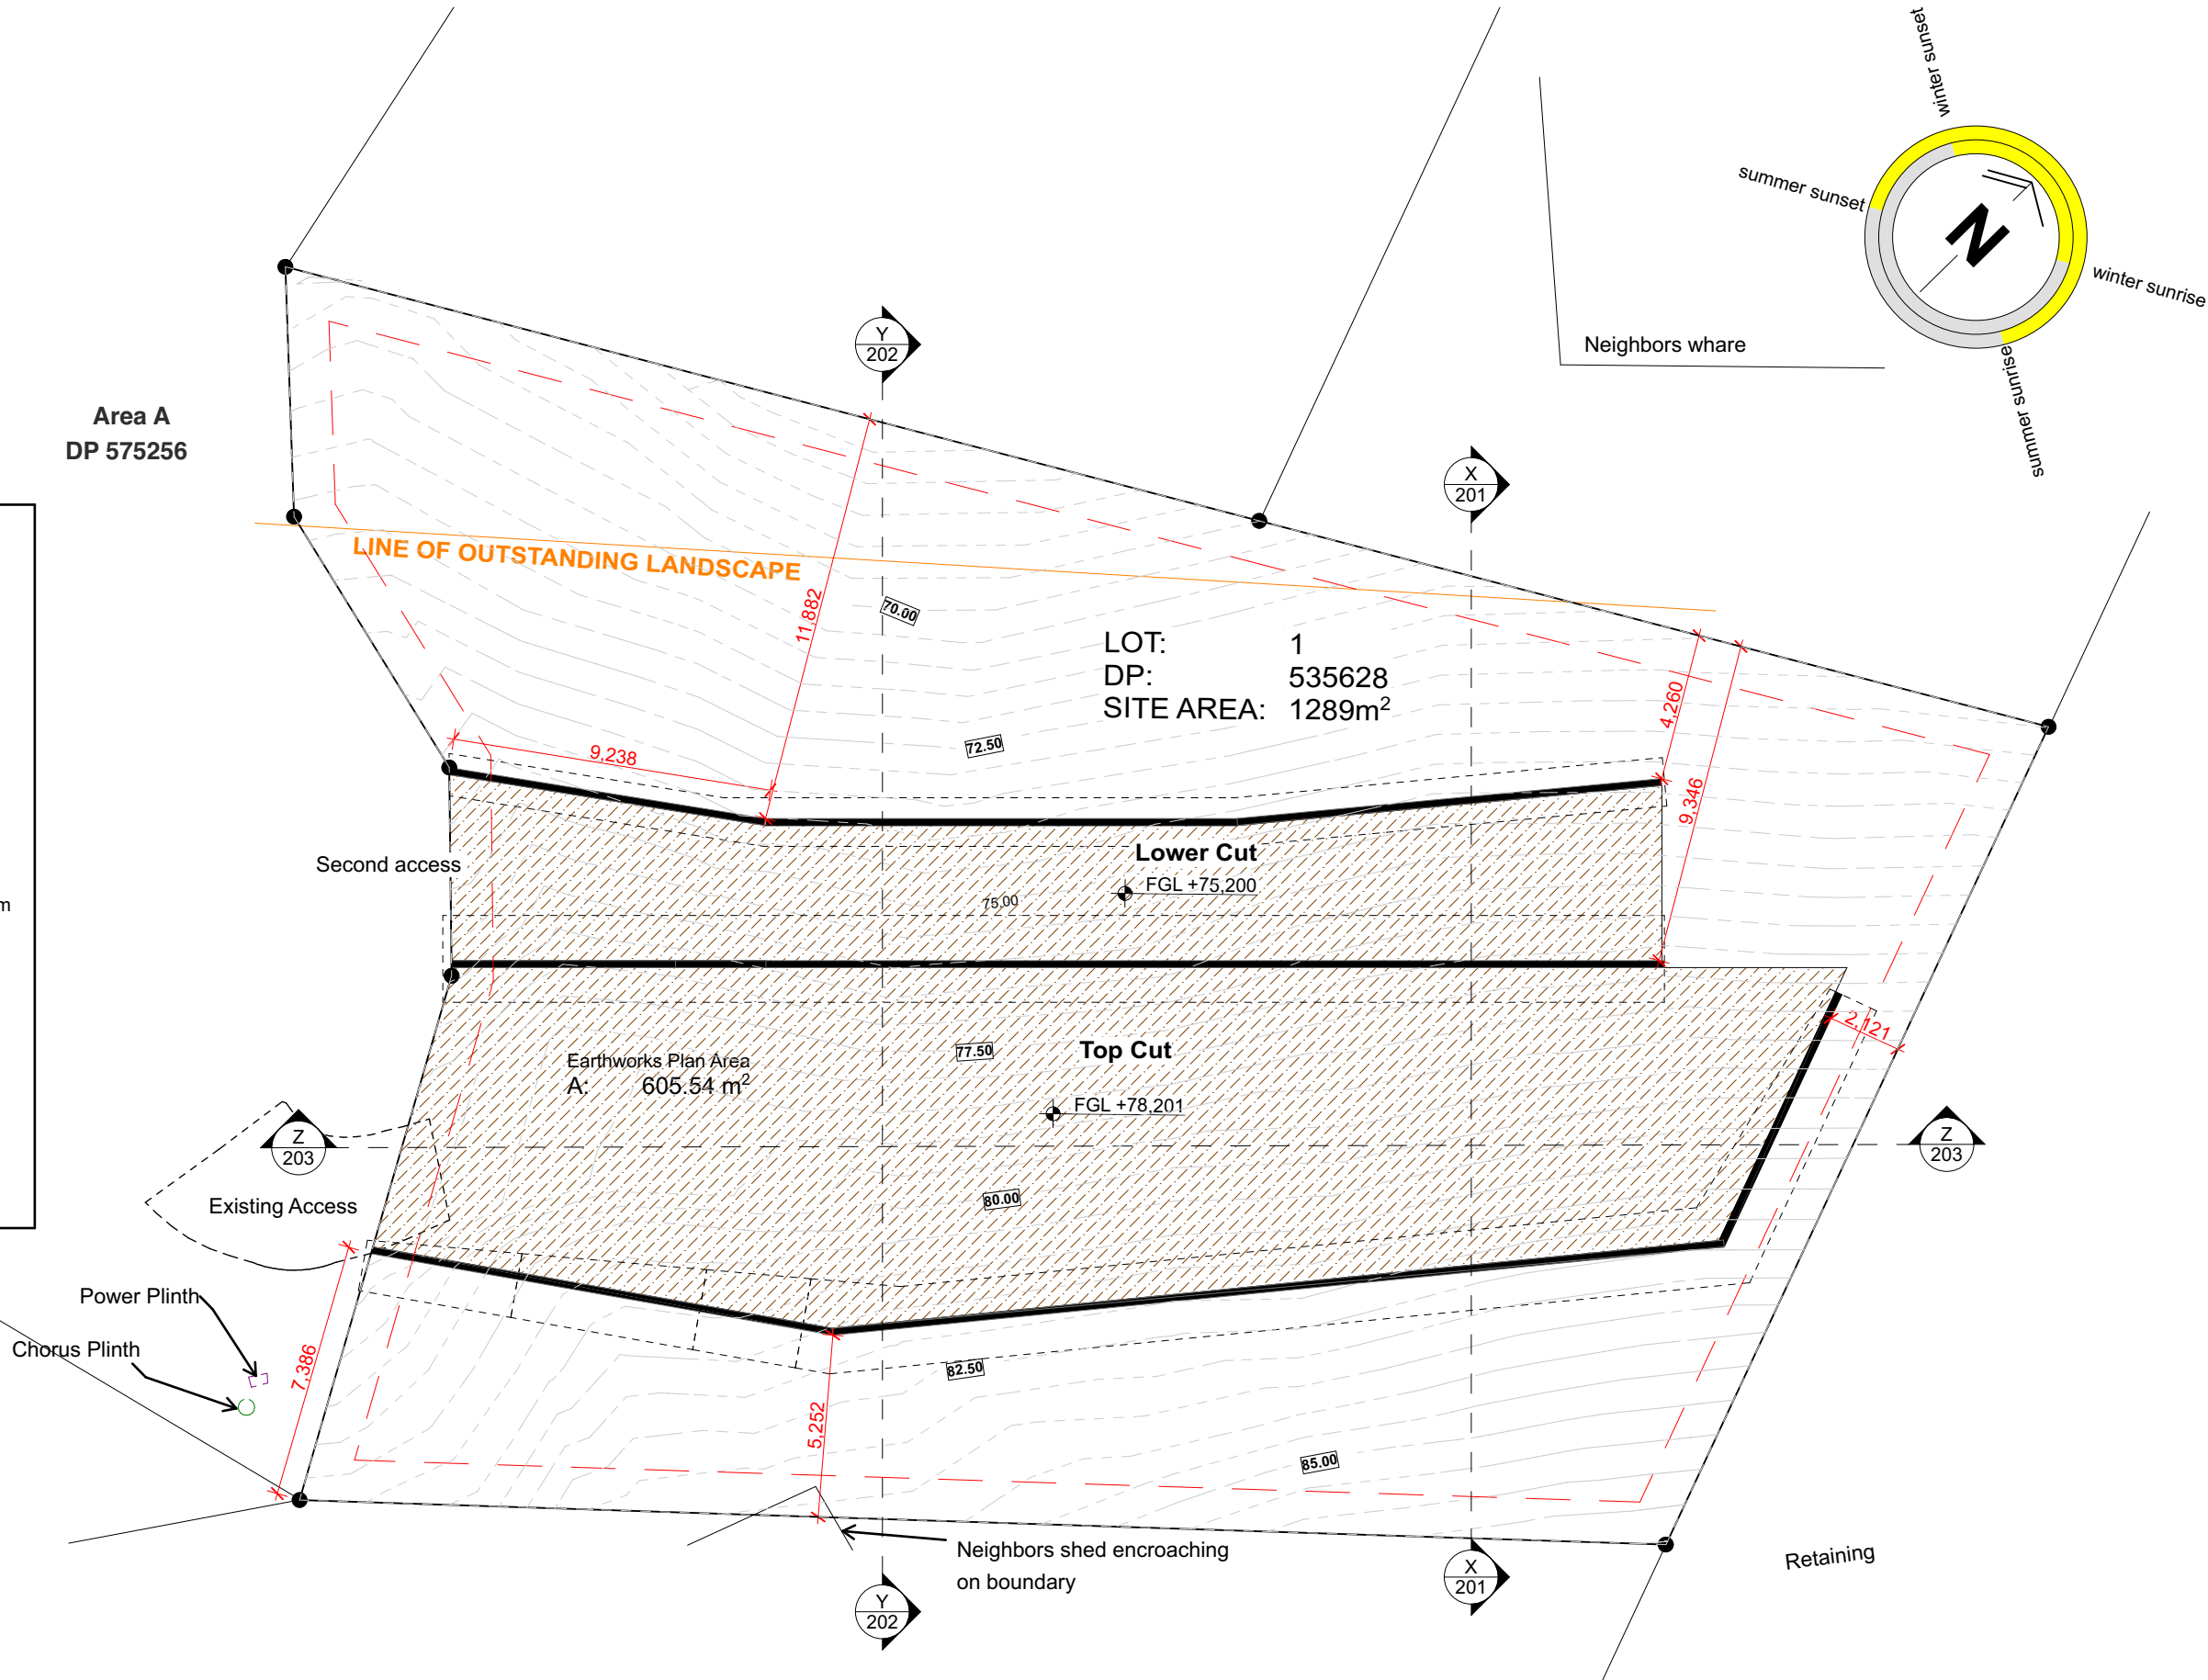 winter sunset
summer sunset
N
winter sunrise
summer sunrise
Neighbors whare
Y
202
Area A
DP 575256
X
201
LINE OF OUTSTANDING LANDSCAPE
11,882
70.00
LOT: 1
DP: 535628
SITE AREA: 1289m²
4,260
72.50
9,238
9,346
Lower Cut
Second access
FGL +75,200
75.00
m
2,121
Top Cut
77.50
Earthworks Plan Area
A: 605.54 m²
FGL +78,201
Z
203
Z
203
80.00
Existing Access
Power Plinth
Chorus Plinth
7,386
82.50
5,252
85.00
Neighbors shed encroaching
on boundary
Retaining
X
201
Y
202